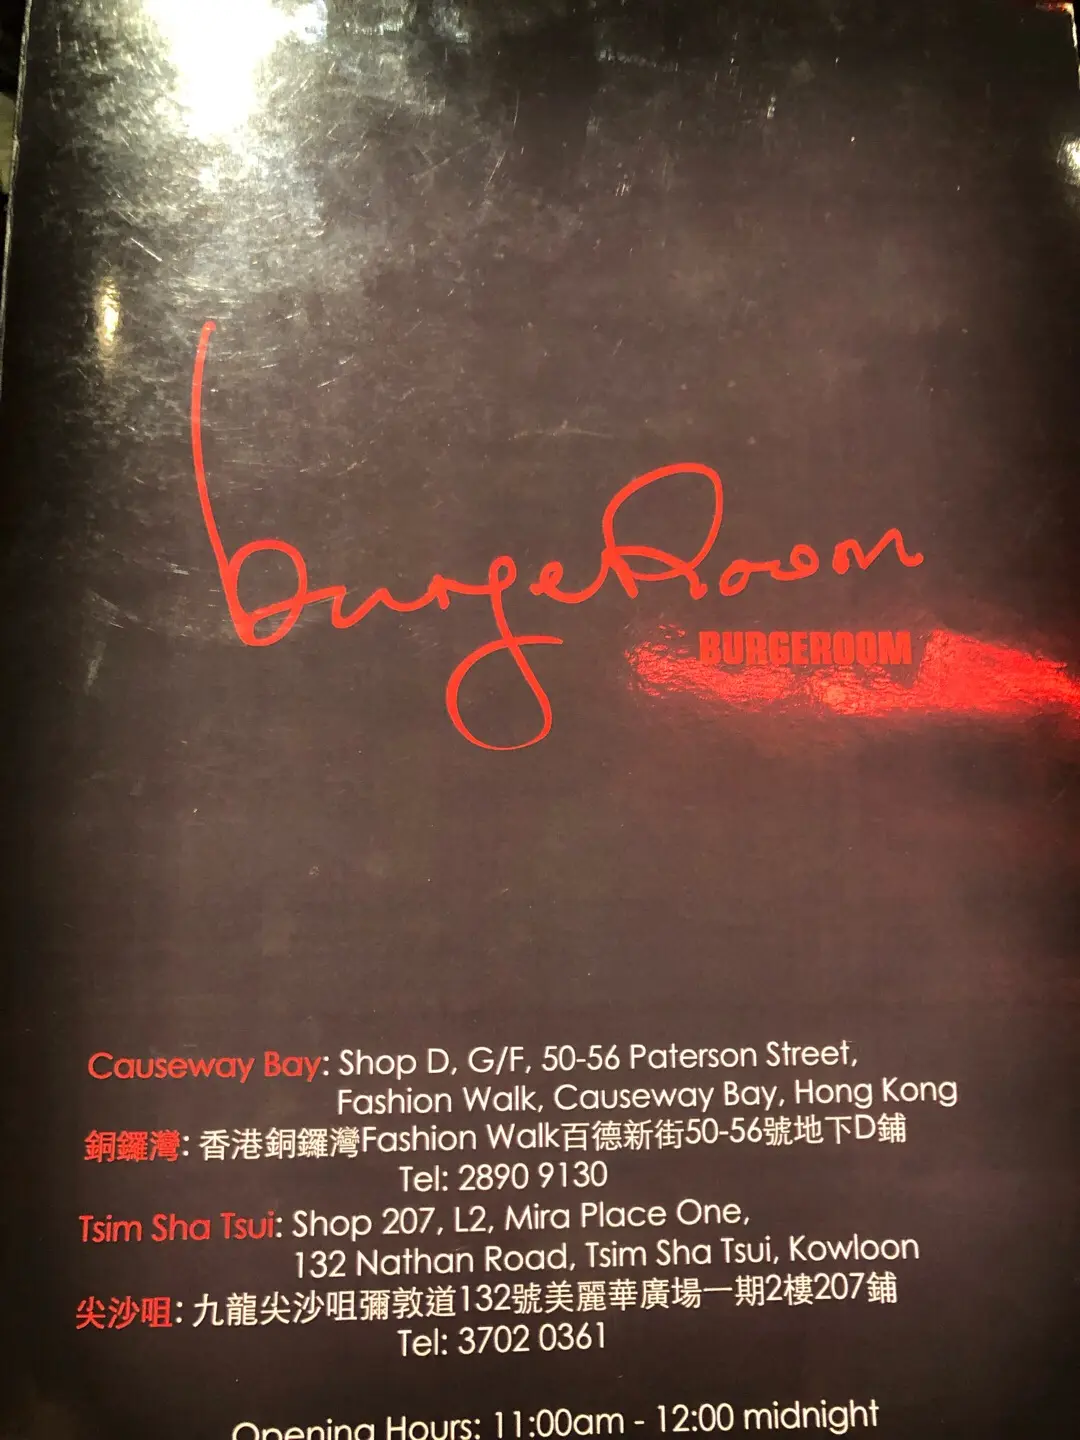 burgeRoom
BURGEROOM
Causeway Bay: Shop D, G/F, 50-56 Paterson Street,
Fashion Walk, Causeway Bay, Hong Kong
銅鑼灣: 香港銅鑼灣Fashion Walk百德新街50-56號地下D鋪
Tel: 2890 9130
Tsim Sha Tsui: Shop 207, L2, Mira Place One,
132 Nathan Road, Tsim Sha Tsui, Kowloon
尖沙咀: 九龍尖沙咀彌敦道132號美麗華廣場一期2樓207鋪
Tel: 3702 0361
Opening Hours: 11:00am - 12:00 midnight